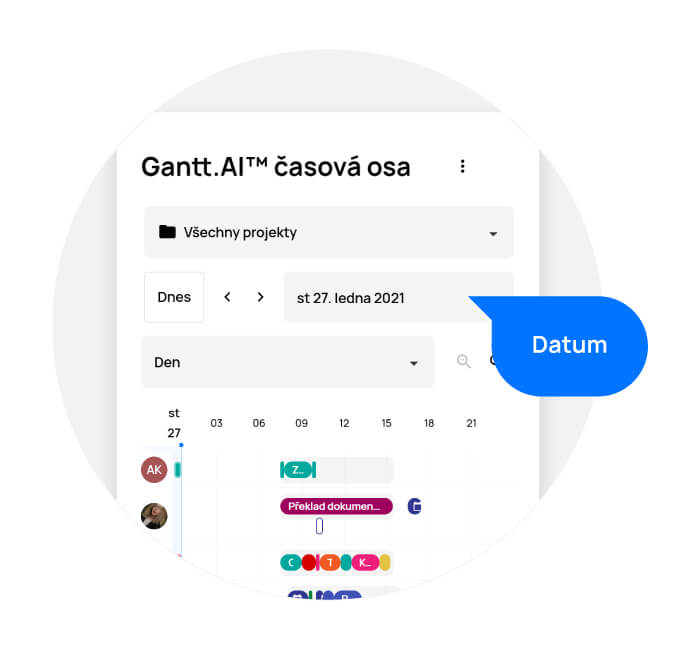 Gantt.AI™ časová osa
Všechny projekty
Dnes
st 27. ledna 2021
Datum
Den
st
27
03 06 09 12 15 18 21
AK
Z...
Překlad dokumen...
C T K...